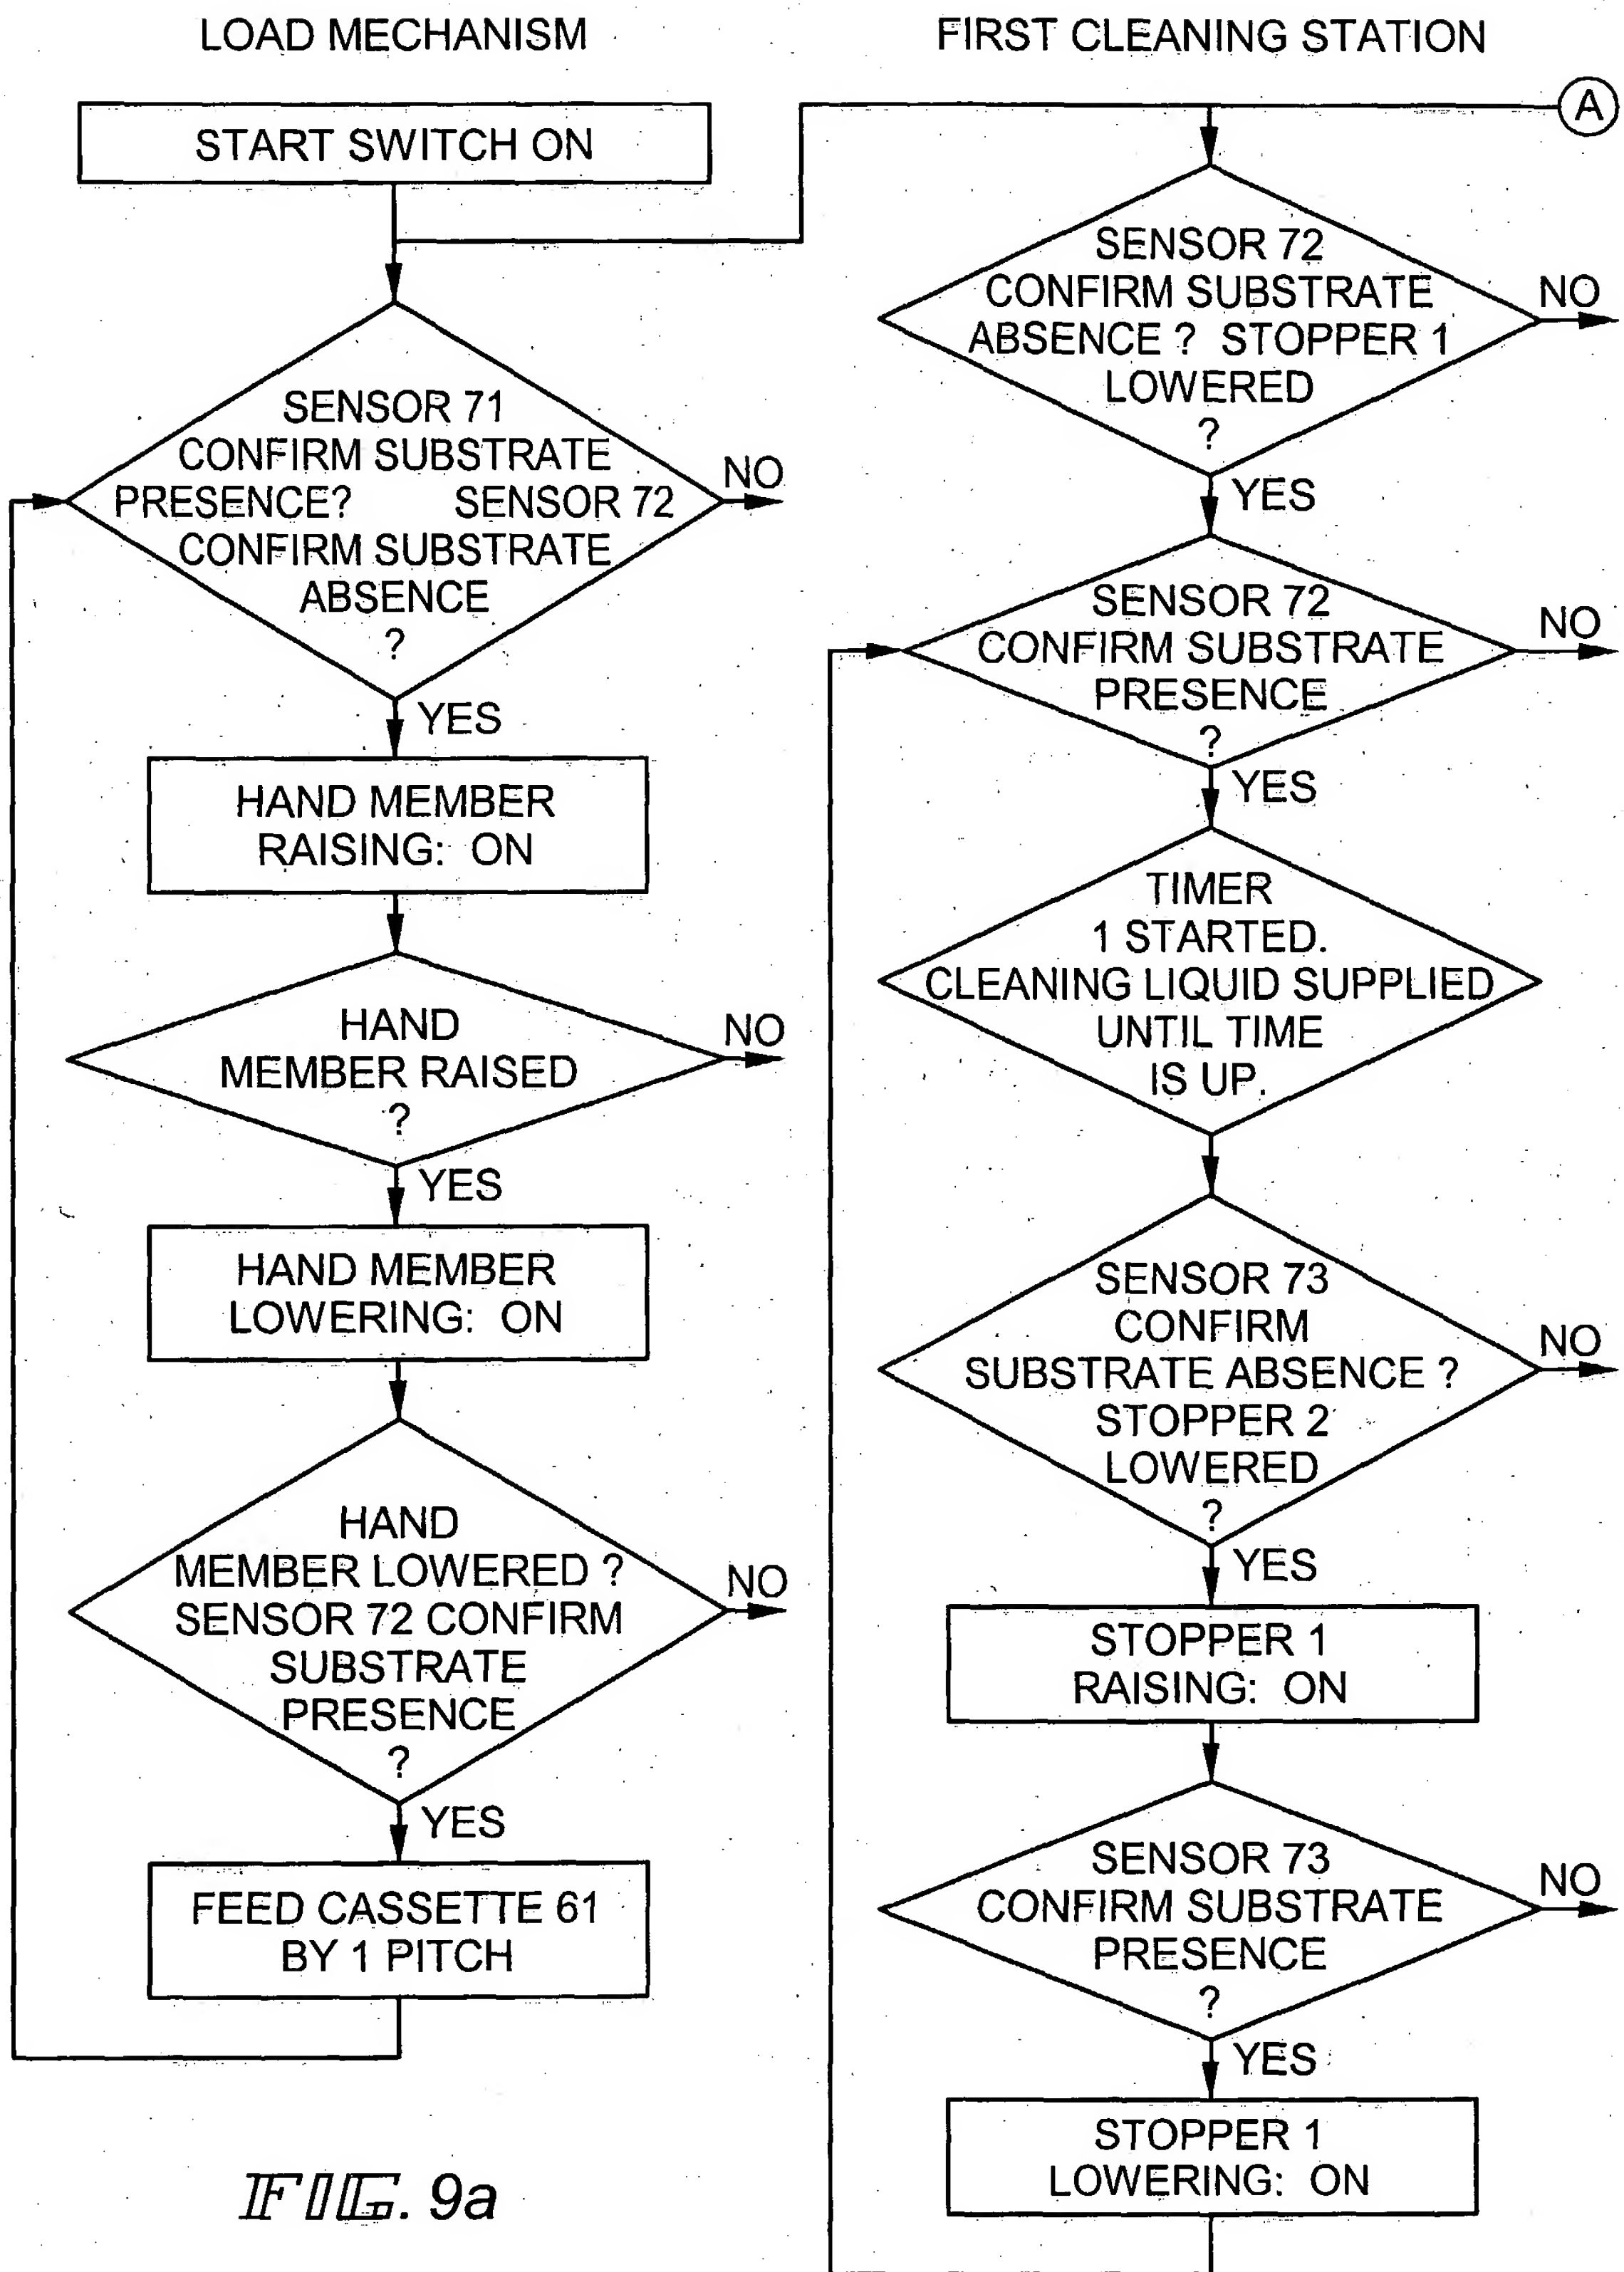 LOAD MECHANISM
START SWITCH ON
SENSOR 71
CONFIRM SUBSTRATE
PRESENCE? SENSOR 72
CONFIRM SUBSTRATE
ABSENCE
?
NO
YES
HAND MEMBER
RAISING: ON
HAND
MEMBER RAISED
?
NO
YES
HAND MEMBER
LOWERING: ON
HAND
MEMBER LOWERED ?
SENSOR 72 CONFIRM
SUBSTRATE
PRESENCE
?
NO
YES
FEED CASSETTE 61
BY 1 PITCH
FIRST CLEANING STATION
A
SENSOR 72
CONFIRM SUBSTRATE
ABSENCE ? STOPPER 1
LOWERED
?
NO
YES
SENSOR 72
CONFIRM SUBSTRATE
PRESENCE
?
NO
YES
TIMER
1 STARTED.
CLEANING LIQUID SUPPLIED
UNTIL TIME
IS UP.
SENSOR 73
CONFIRM
SUBSTRATE ABSENCE ?
STOPPER 2
LOWERED
?
NO
YES
STOPPER 1
RAISING: ON
SENSOR 73
CONFIRM SUBSTRATE
PRESENCE
?
NO
YES
STOPPER 1
LOWERING: ON
FIG. 9a